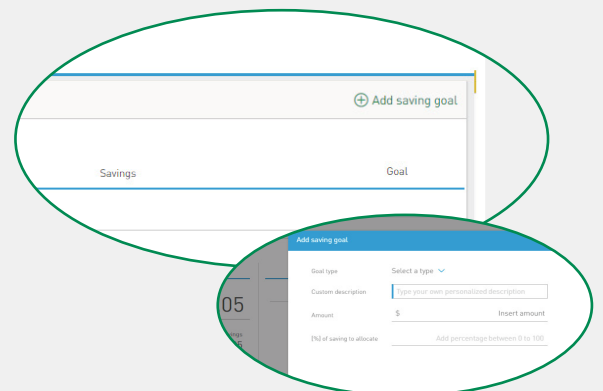 Add saving goal
Savings
Goal
Add saving goal
Goal type
Select a type
Custom description
Type your own personalized description
Amount
$
Insert amount
[%] of saving to allocate
Add percentage between 0 to 100
05